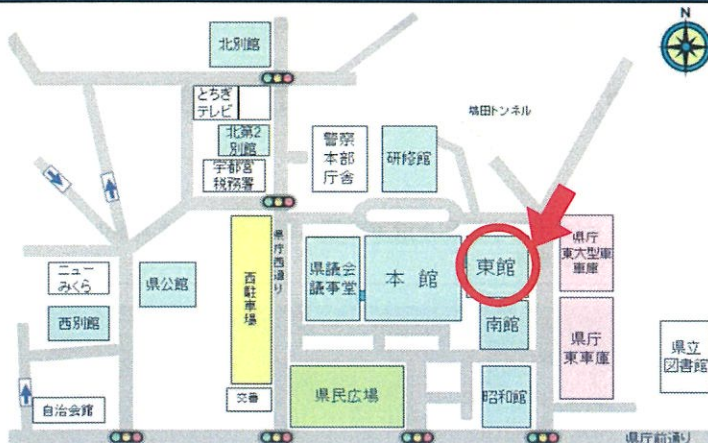 N
北別館
とちぎ
テレビ
北第2
別館
宇都宮
税務署
警察
本部
庁舎
研修館
塙田トンネル
県庁西通り
西駐車場
県議会
議事堂
本館
東館
南館
県庁
東大型車
車庫
県庁
東車庫
県立
図書館
ニュー
みくら
県公館
西別館
自治会館
交番
県民広場
昭和館
県庁前通り